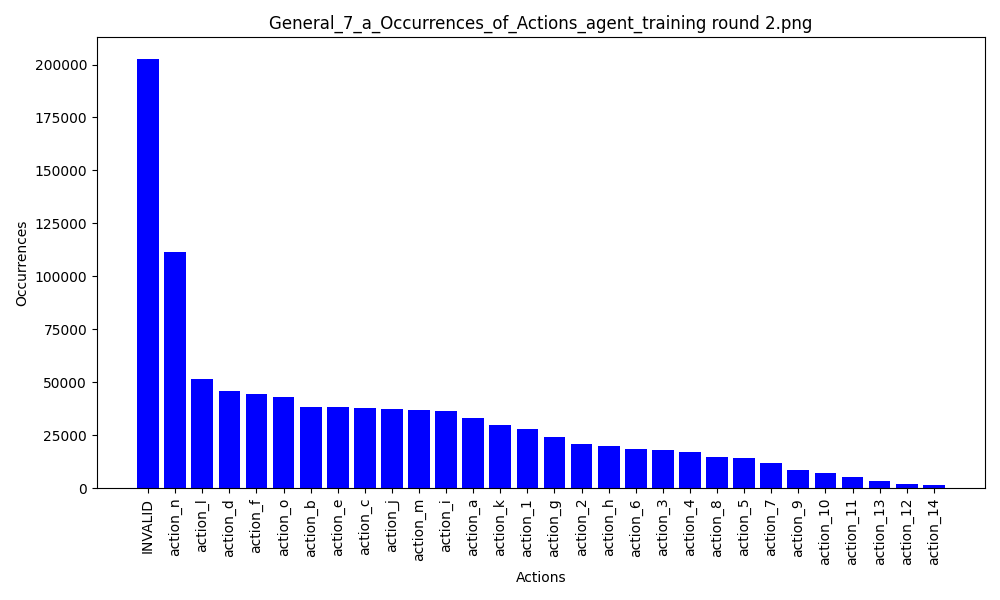 General_7_a_Occurrences_of_Actions_agent_training round 2.png
Occurrences
200000
175000
150000
125000
100000
75000
50000
25000
0
INVALID
action_n
action_l
action_d
action_f
action_o
action_b
action_e
action_c
action_j
action_m
action_i
action_a
action_k
action_1
action_g
action_2
action_h
action_6
action_3
action_4
action_8
action_5
action_7
action_9
action_10
action_11
action_13
action_12
action_14
Actions